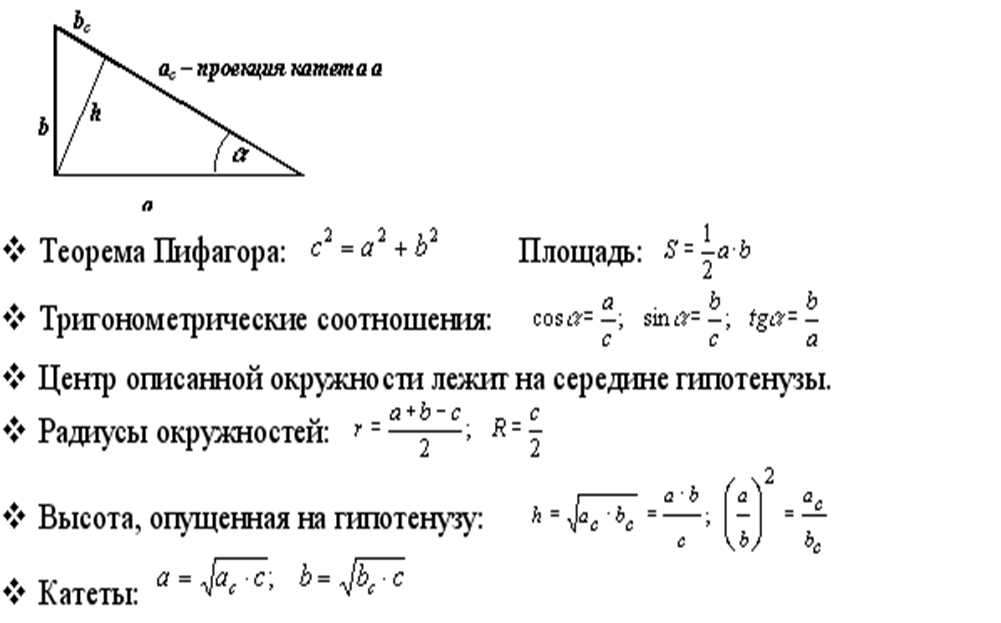 b_c
a_c – проекция катета a
b
h
α
a
❖ Теорема Пифагора: c² = a² + b² Площадь: S = 1/2 a·b
❖ Тригонометрические соотношения: cos α = a/c; sin α = b/c; tg α = b/a
❖ Центр описанной окружности лежит на середине гипотенузы.
❖ Радиусы окружностей: r = (a + b − c)/2; R = c/2
❖ Высота, опущенная на гипотенузу: h = √(a_c · b_c) = (a · b)/c; (a/b)² = a_c/b_c
❖ Катеты: a = √(a_c · c); b = √(b_c · c)